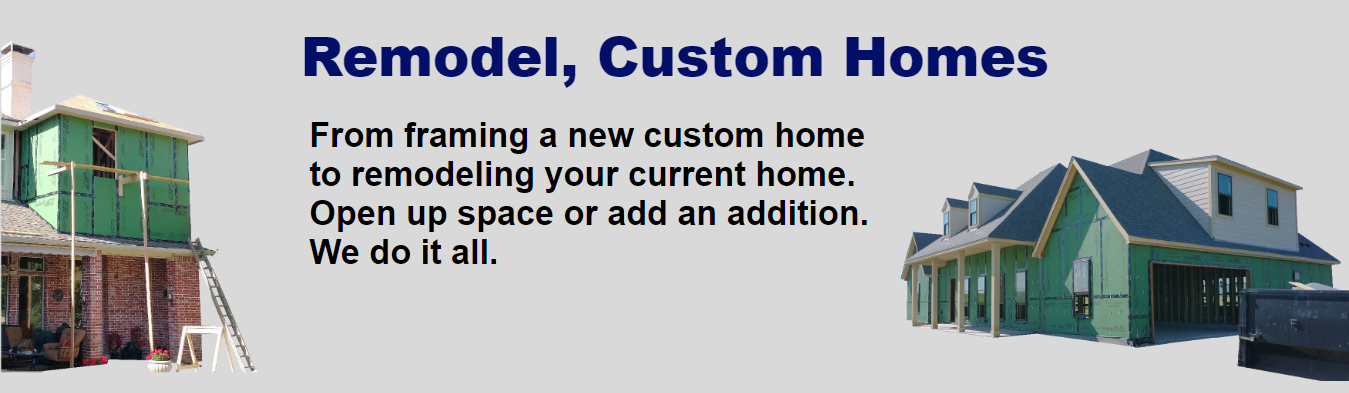 Remodel, Custom Homes
From framing a new custom home
to remodeling your current home.
Open up space or add an addition.
We do it all.